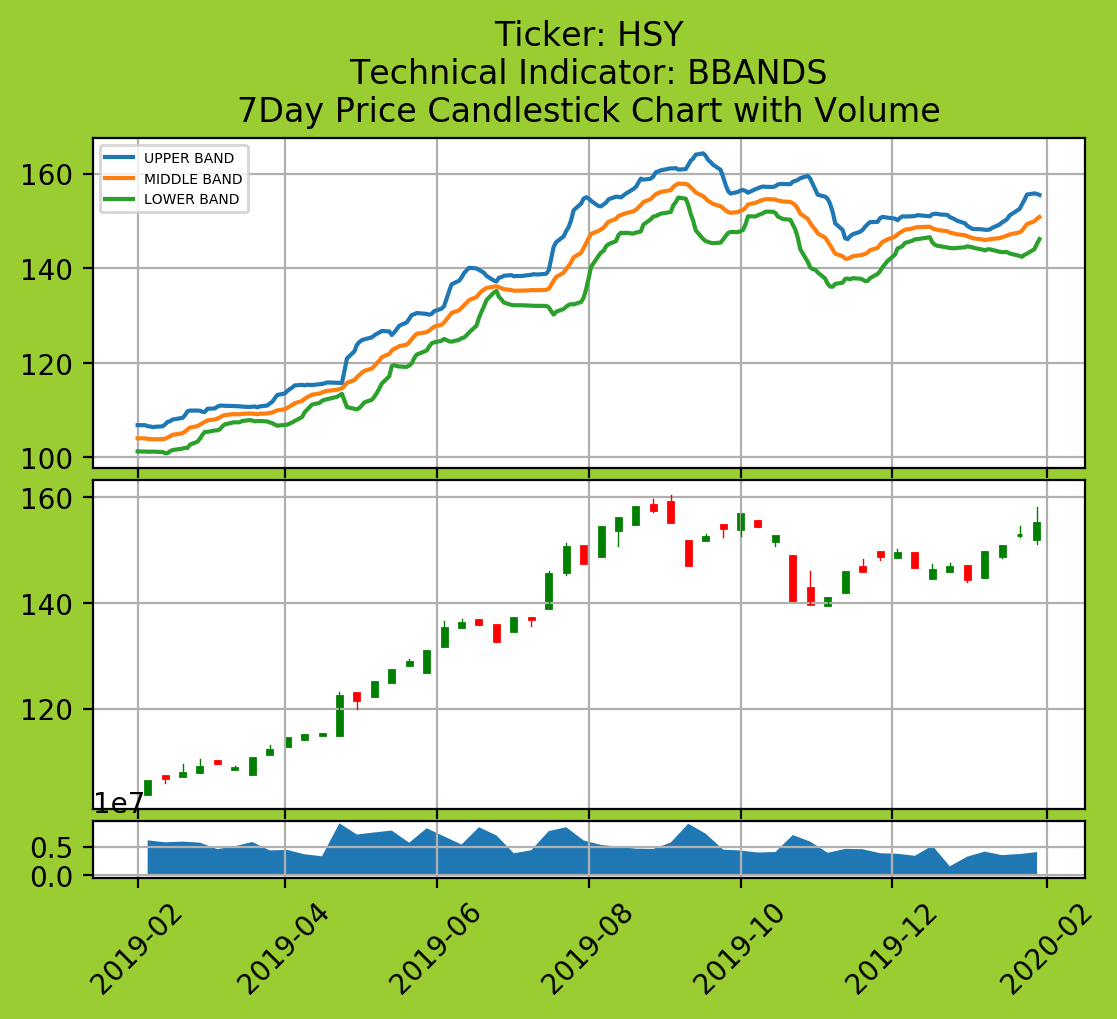 Ticker: HSY
Technical Indicator: BBANDS
7Day Price Candlestick Chart with Volume
UPPER BAND
MIDDLE BAND
LOWER BAND
160
140
120
100
160
140
120
1e7
0.5
0.0
2019-02
2019-04
2019-06
2019-08
2019-10
2019-12
2020-02